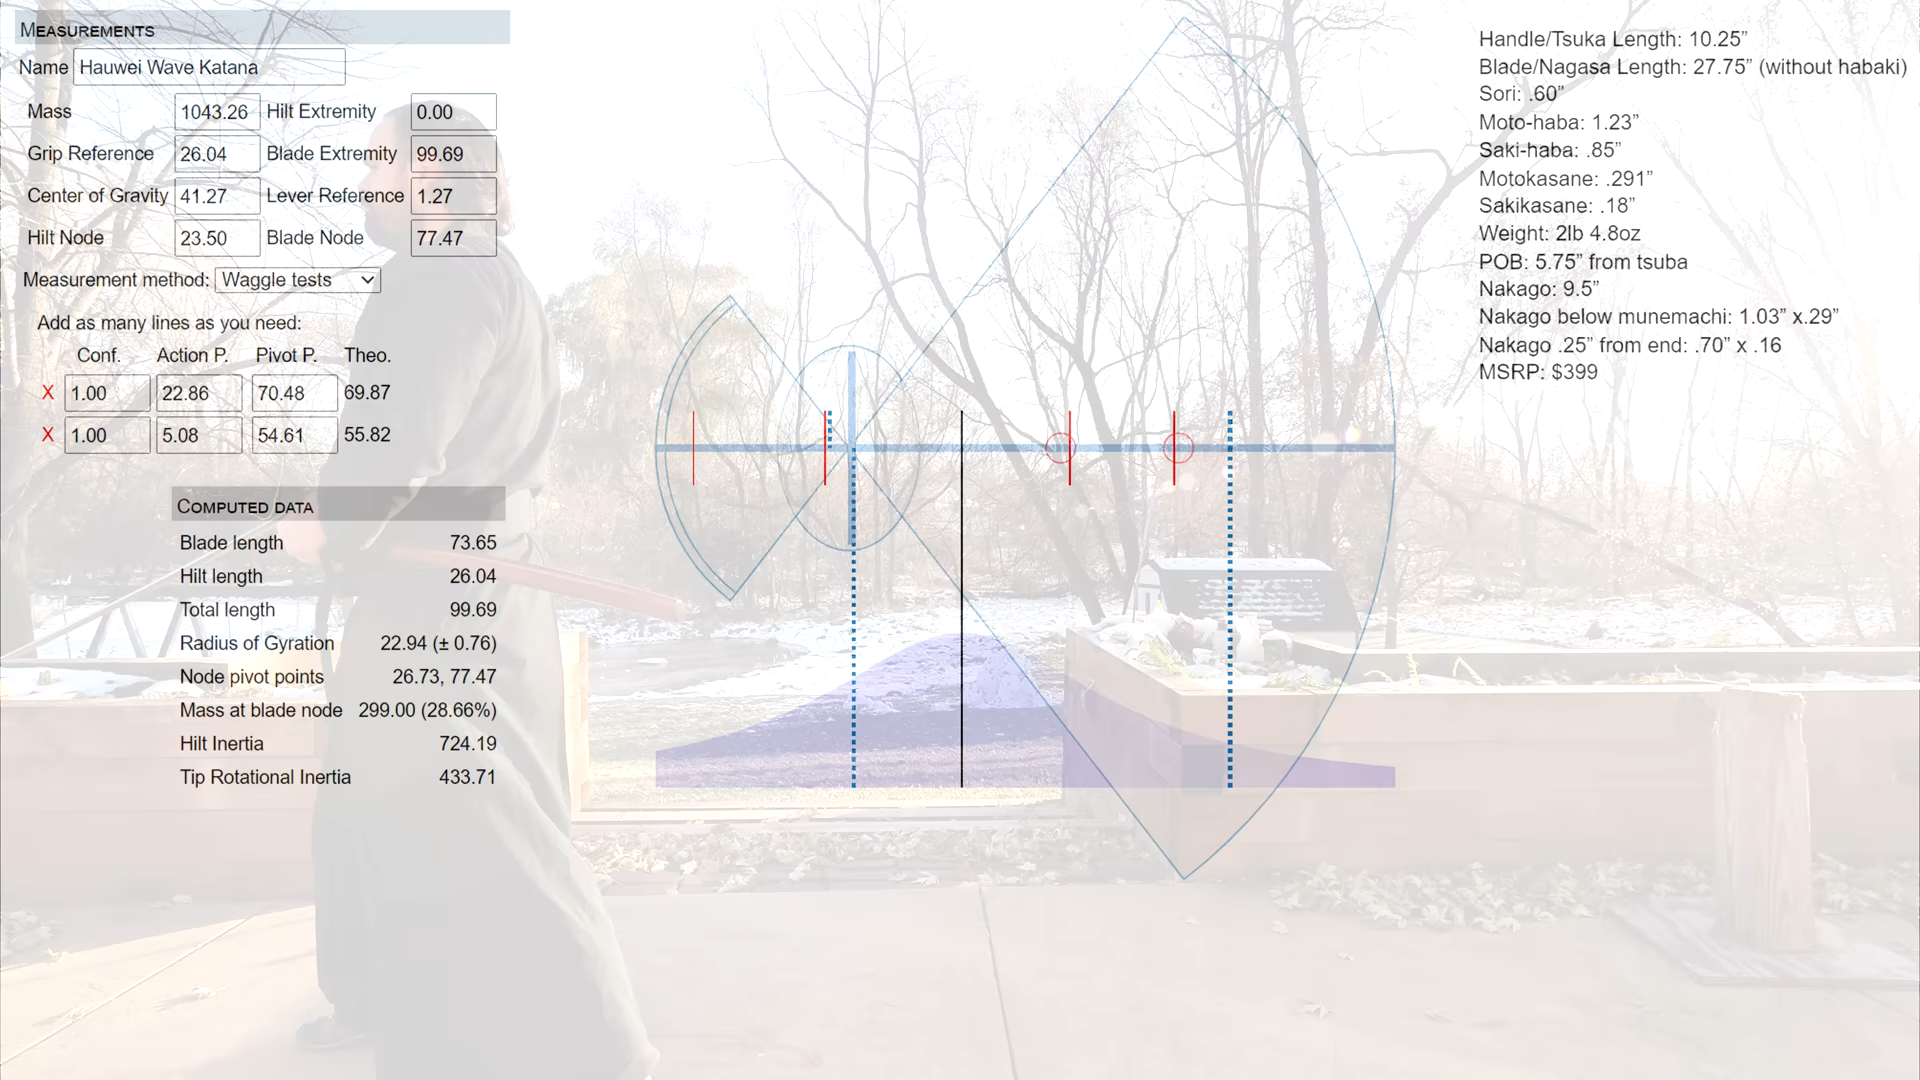 MEASUREMENTS
Name Hauwei Wave Katana
Mass 1043.26 Hilt Extremity 0.00
Grip Reference 26.04 Blade Extremity 99.69
Center of Gravity 41.27 Lever Reference 1.27
Hilt Node 23.50 Blade Node 77.47
Measurement method: Waggle tests
Add as many lines as you need:
Conf. Action P. Pivot P. Theo.
X 1.00 22.86 70.48 69.87
X 1.00 5.08 54.61 55.82
COMPUTED DATA
Blade length 73.65
Hilt length 26.04
Total length 99.69
Radius of Gyration 22.94 (± 0.76)
Node pivot points 26.73, 77.47
Mass at blade node 299.00 (28.66%)
Hilt Inertia 724.19
Tip Rotational Inertia 433.71
Handle/Tsuka Length: 10.25”
Blade/Nagasa Length: 27.75” (without habaki)
Sori: .60”
Moto-haba: 1.23”
Saki-haba: .85”
Motokasane: .291”
Sakikasane: .18”
Weight: 2lb 4.8oz
POB: 5.75” from tsuba
Nakago: 9.5”
Nakago below munemachi: 1.03” x.29”
Nakago .25” from end: .70” x .16
MSRP: $399